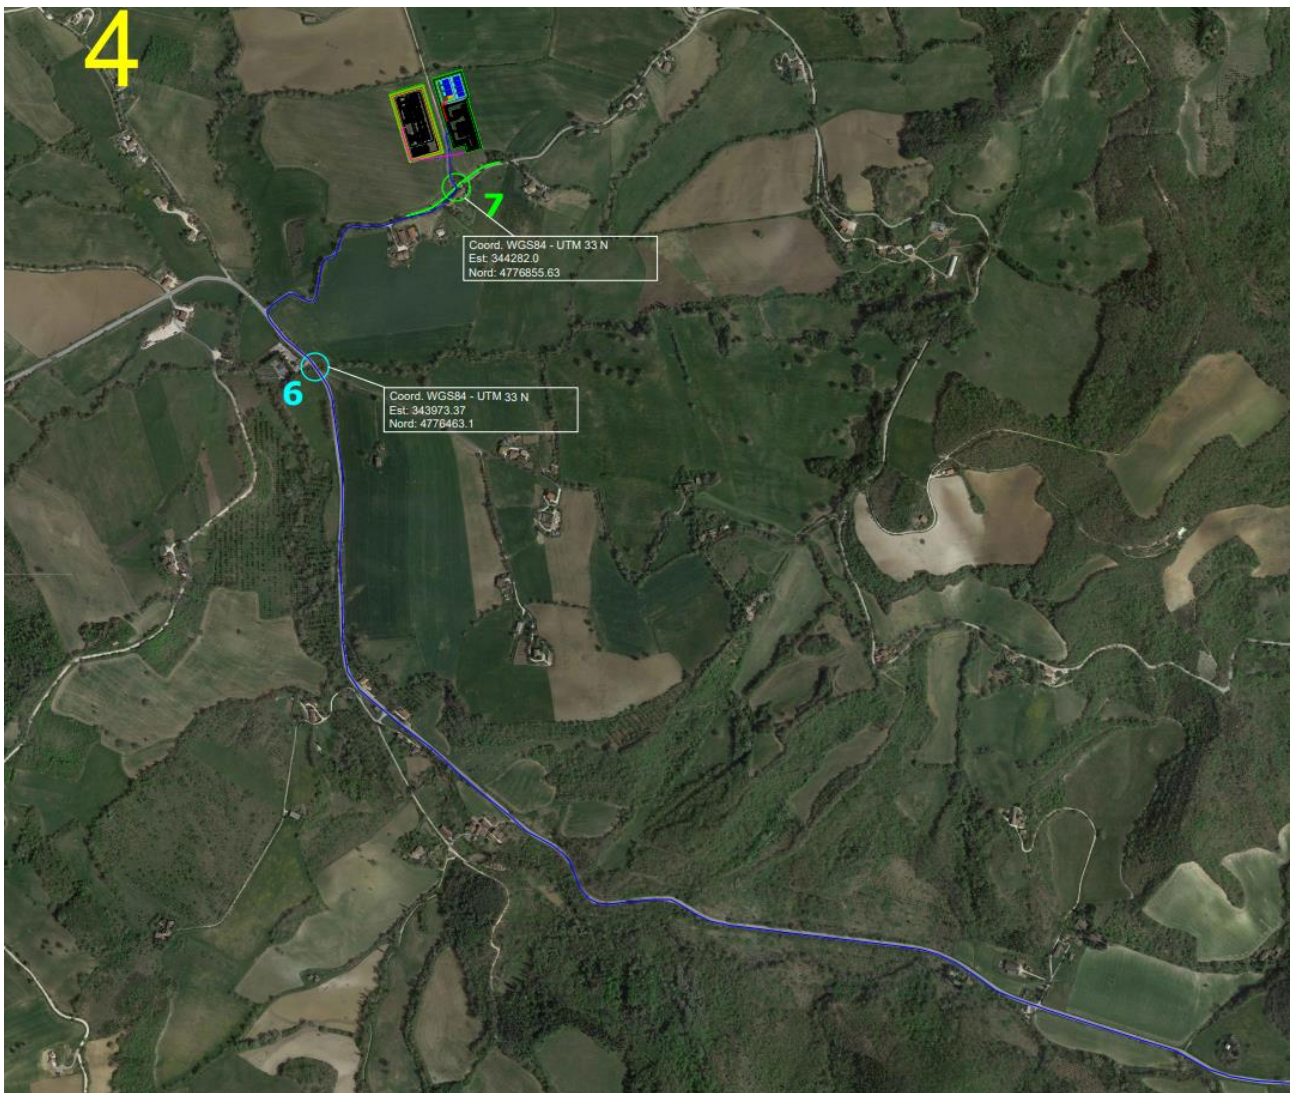 4
7
Coord. WGS84 - UTM 33 N
Est: 344282.0
Nord: 4776855.63
6
Coord. WGS84 - UTM 33 N
Est: 343973.37
Nord: 4776463.1